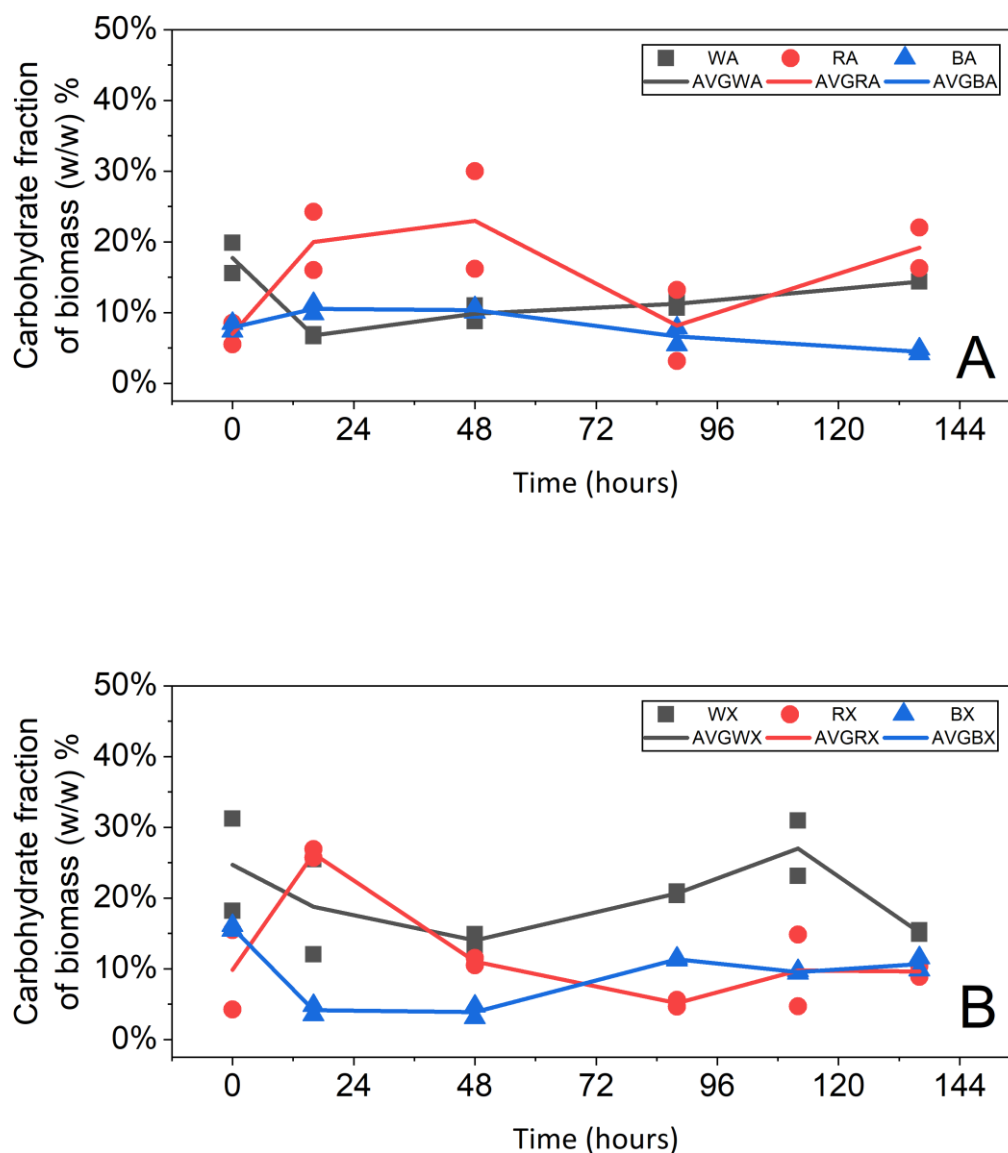 50%
40%
30%
20%
10%
0%
Carbohydrate fraction
of biomass (w/w) %
WA RA BA
AVGWA AVGRA AVGBA
A
0 24 48 72 96 120 144
Time (hours)
50%
40%
30%
20%
10%
0%
Carbohydrate fraction
of biomass (w/w) %
WX RX BX
AVGWX AVGRX AVGBX
B
0 24 48 72 96 120 144
Time (hours)